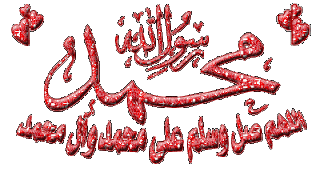 محمد
رسول الله
اللهم صل وسلم على محمد وآل محمد